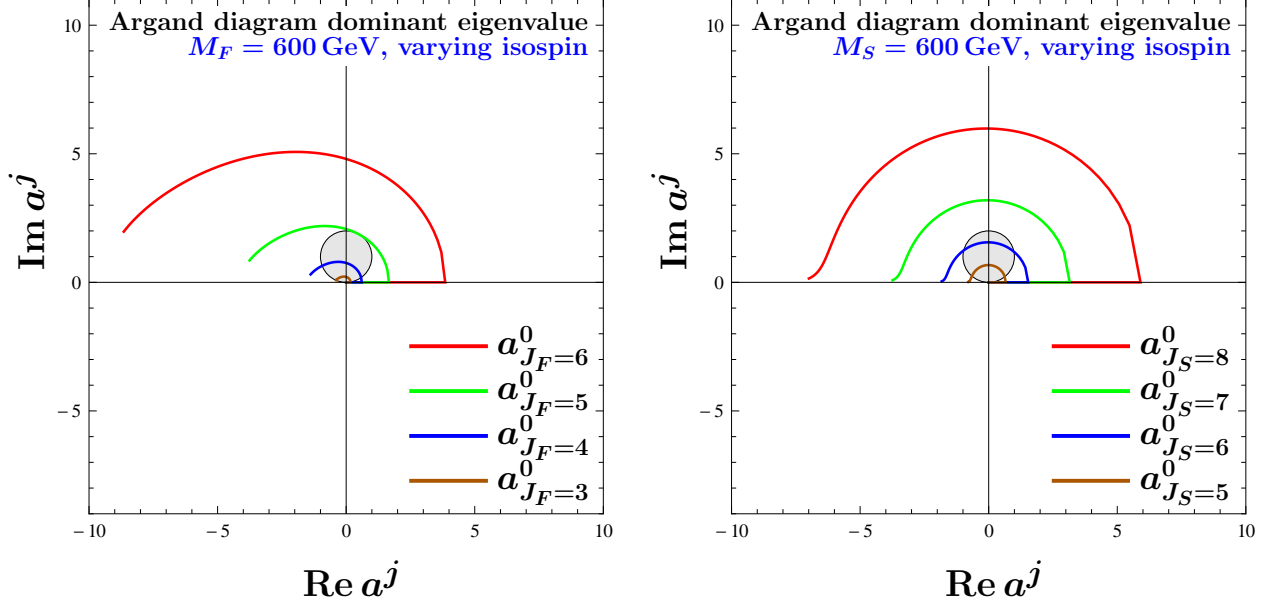 Argand diagram dominant eigenvalue
M_F = 600 GeV, varying isospin
10
5
0
−5
−10
−5
0
5
10
Im a^j
Re a^j
a^0_{J_F=6}
a^0_{J_F=5}
a^0_{J_F=4}
a^0_{J_F=3}
Argand diagram dominant eigenvalue
M_S = 600 GeV, varying isospin
10
5
0
−5
−10
−5
0
5
10
Im a^j
Re a^j
a^0_{J_S=8}
a^0_{J_S=7}
a^0_{J_S=6}
a^0_{J_S=5}